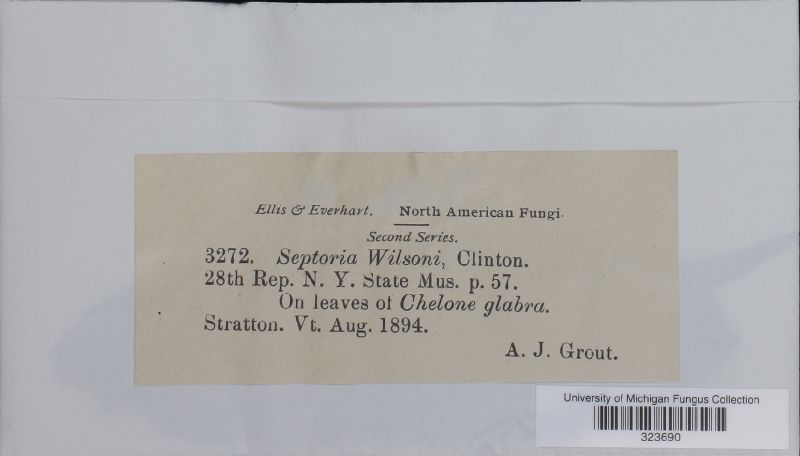 Ellis & Everhart. North American Fungi.
Second Series.
3272. Septoria Wilsoni, Clinton.
28th Rep. N. Y. State Mus. p. 57.
On leaves of Chelone glabra.
Stratton. Vt. Aug. 1894.
A. J. Grout.
University of Michigan Fungus Collection
323690